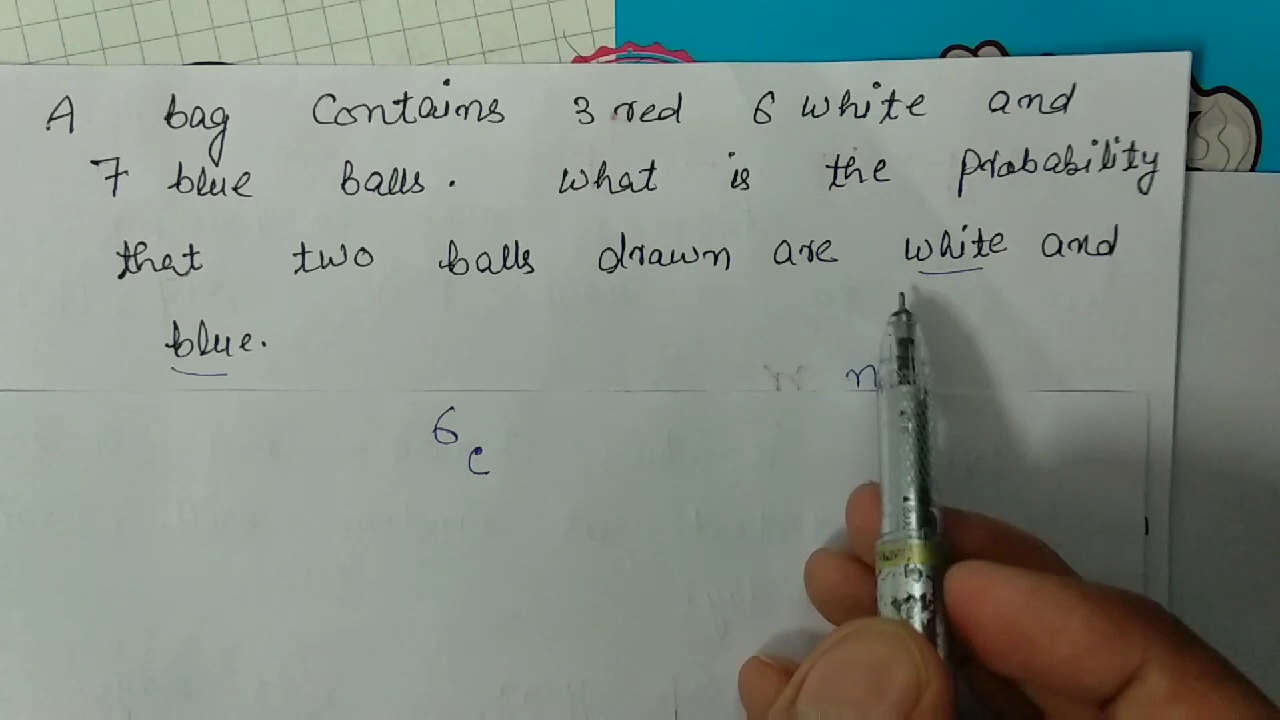 A bag contains 3 red 6 white and
7 blue balls. What is the probability
that two balls drawn are white and
blue.
n
6
c